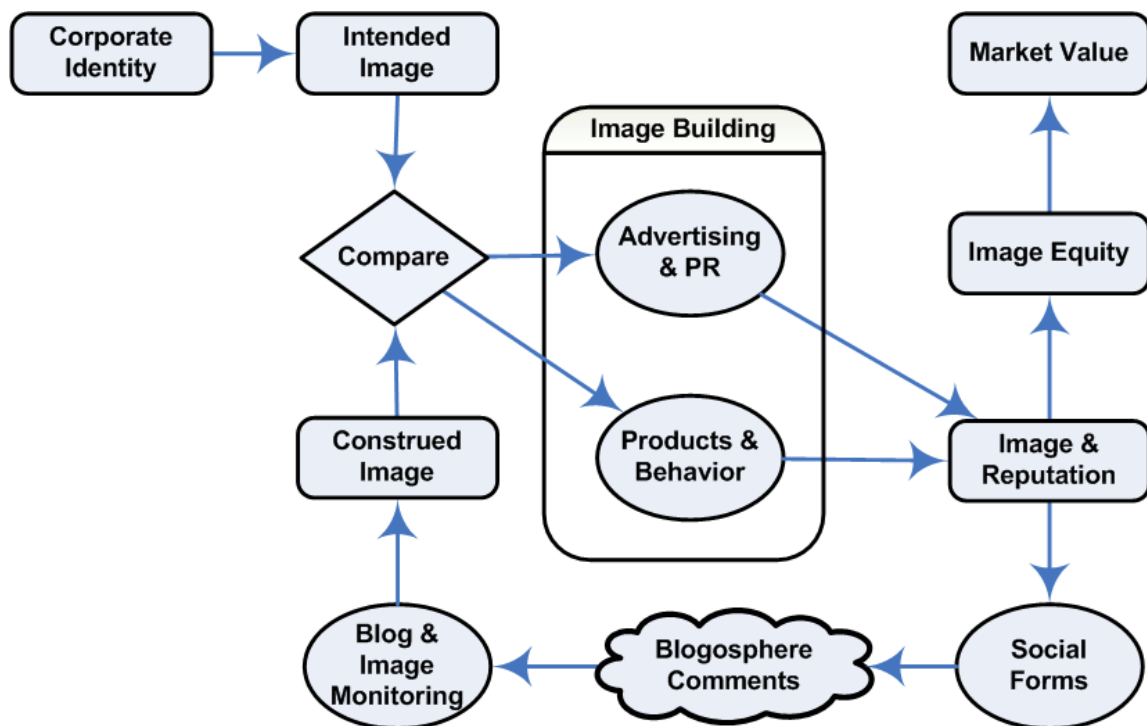 Corporate
Identity
Intended
Image
Market Value
Image Building
Compare
Advertising
& PR
Image Equity
Construed
Image
Products &
Behavior
Image &
Reputation
Blog &
Image
Monitoring
Blogosphere
Comments
Social
Forms